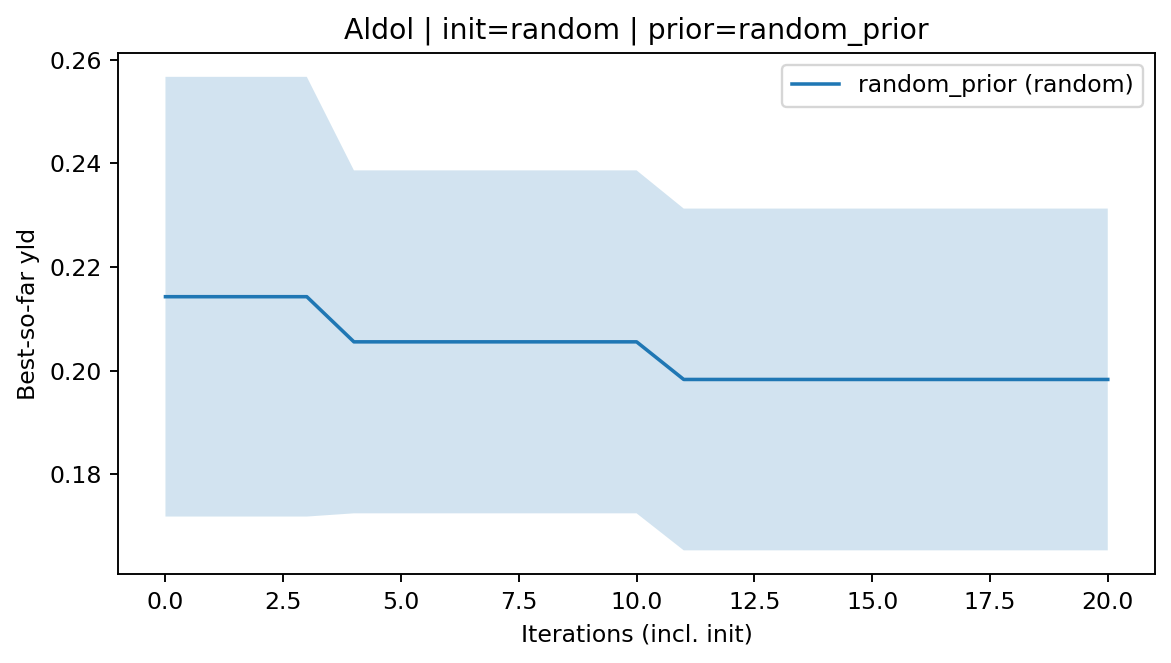 Aldol | init=random | prior=random_prior
random_prior (random)
Best-so-far yld
0.26
0.24
0.22
0.20
0.18
0.0 2.5 5.0 7.5 10.0 12.5 15.0 17.5 20.0
Iterations (incl. init)